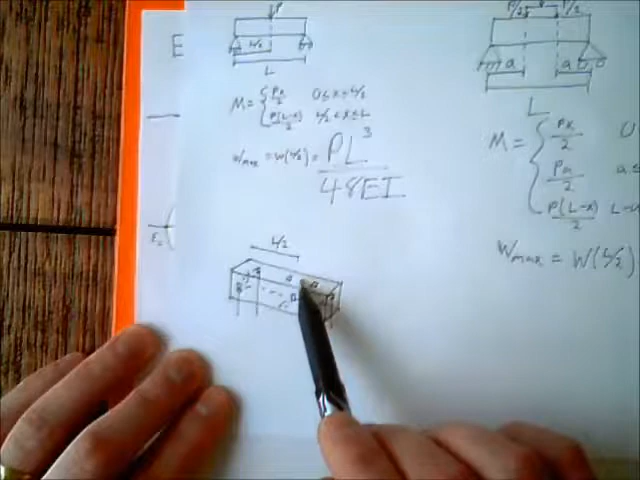 E
P
L/2
L
M = { Px/2 0 ≤ x < L/2
P(L-x)/2 L/2 < x ≤ L
Wmax = W(L/2) = PL³/48EI
L/2
P/2 P/2
a a
L
M = { Px/2 0
Pa/2 a ≤
P(L-x)/2 L-
Wmax = W(L/2)